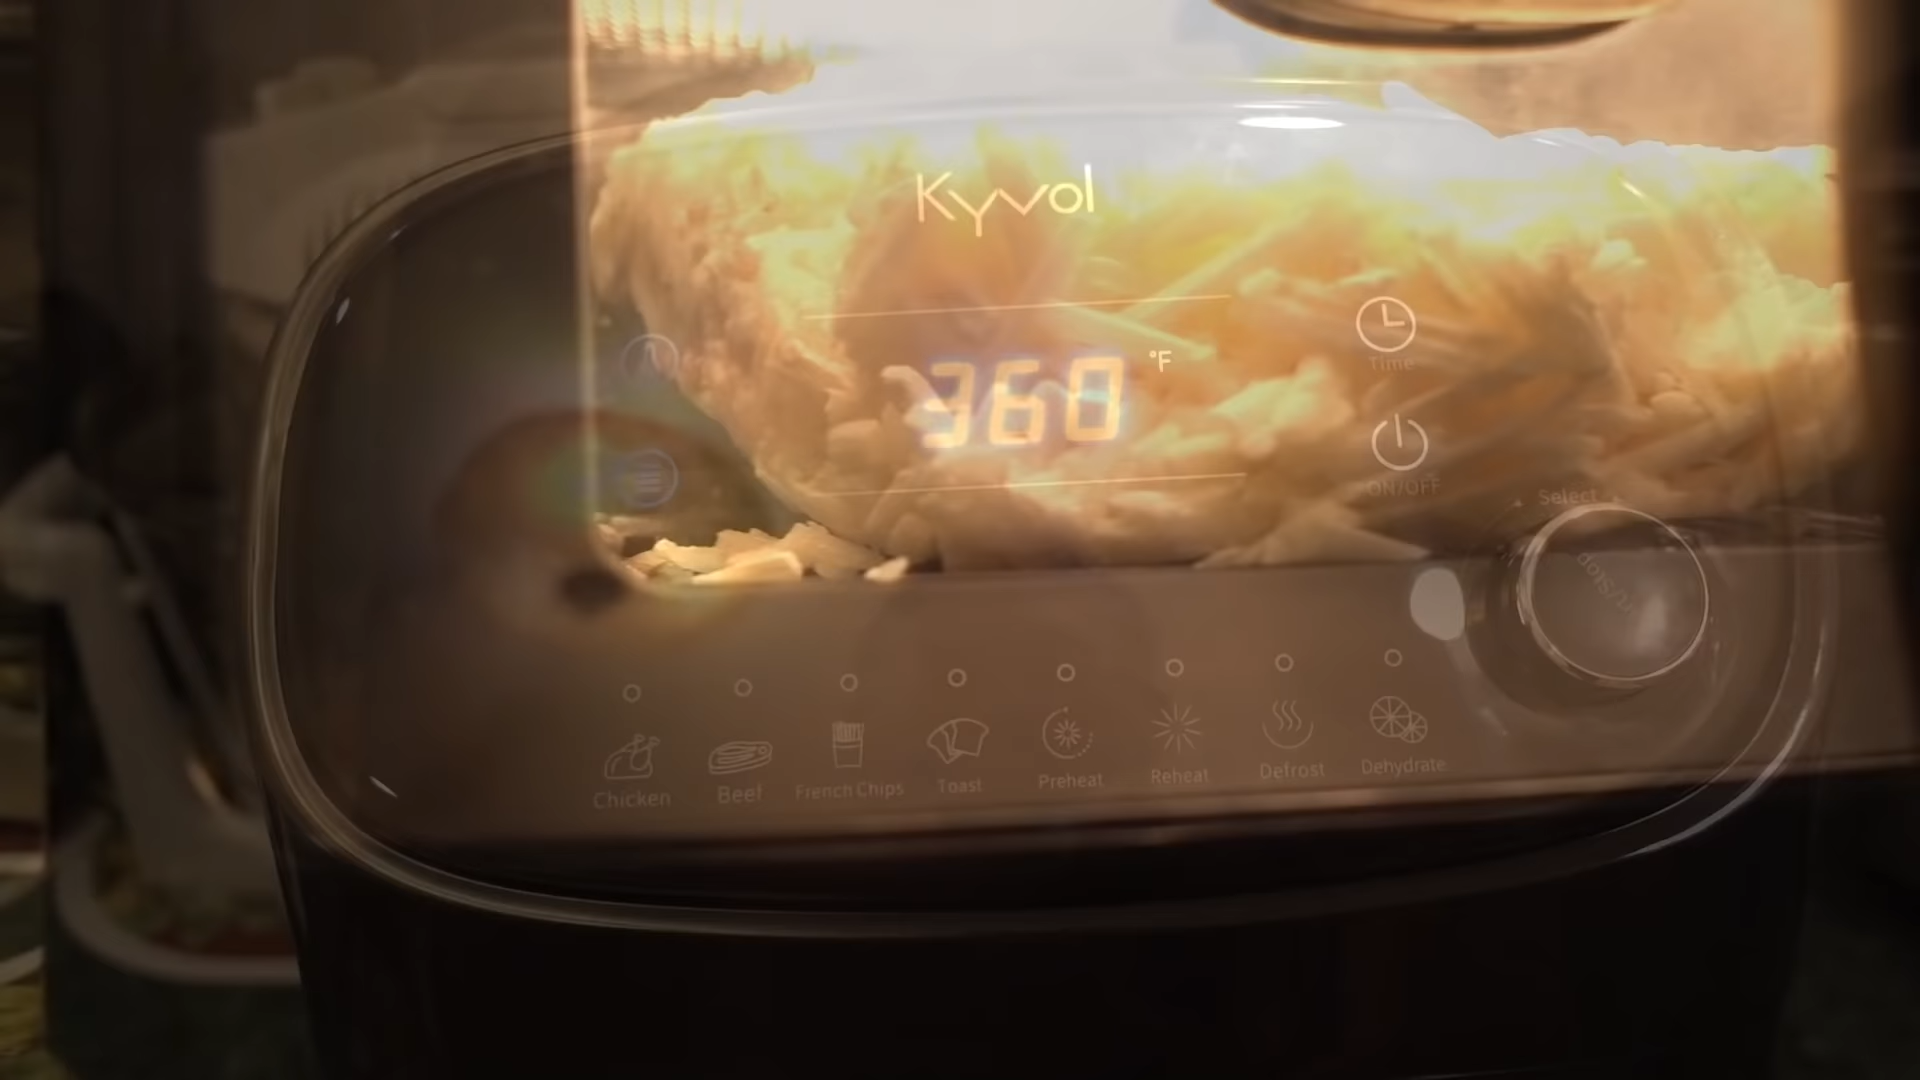 Kyvol
360 °F
Time
ON/OFF
Select
Chicken
Beef
French Chips
Toast
Preheat
Reheat
Defrost
Dehydrate